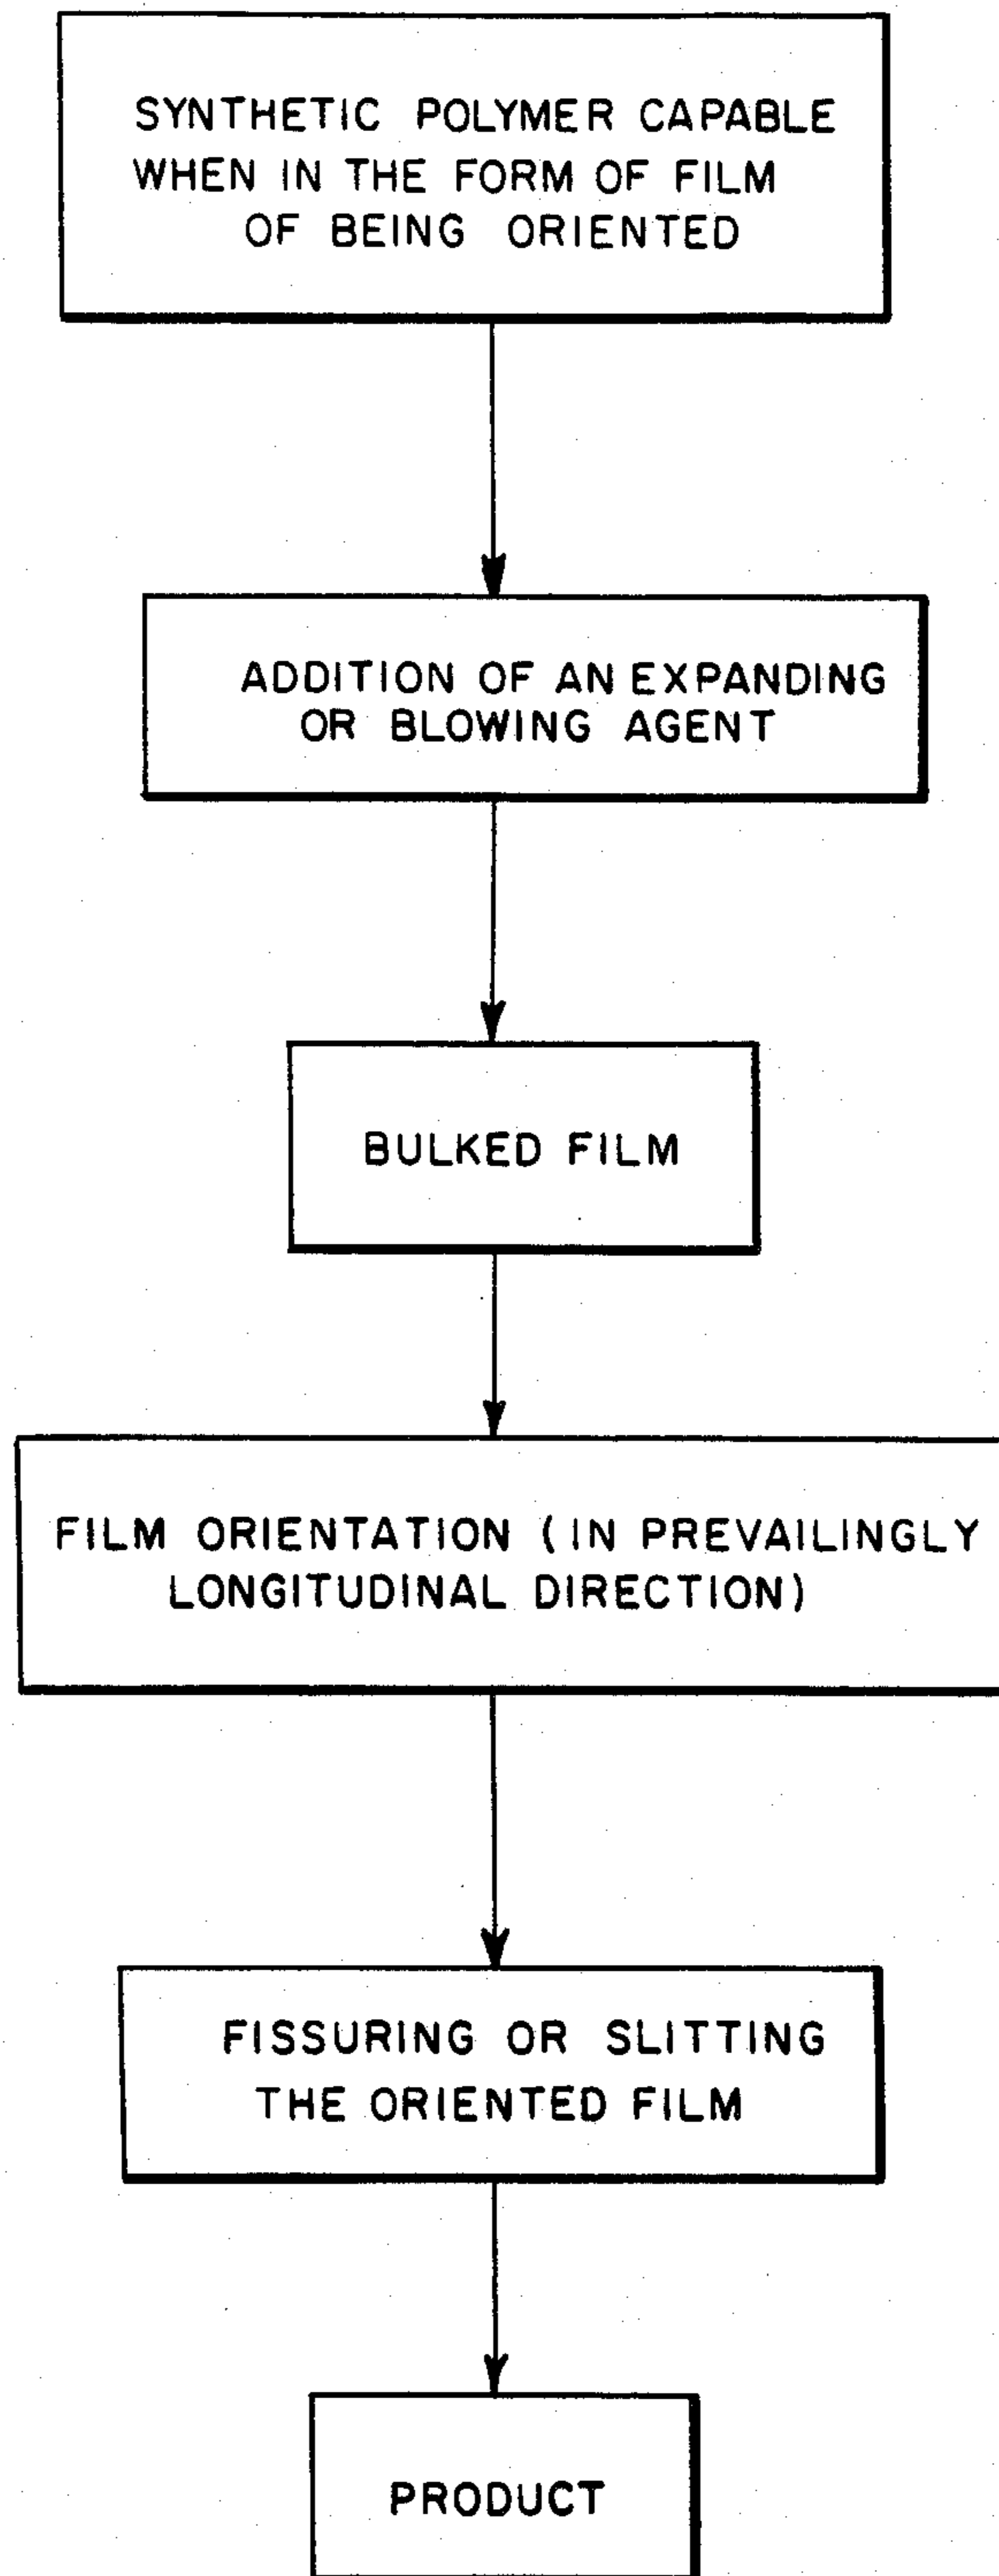 SYNTHETIC POLYMER CAPABLE
WHEN IN THE FORM OF FILM
OF BEING ORIENTED
ADDITION OF AN EXPANDING
OR BLOWING AGENT
BULKED FILM
FILM ORIENTATION (IN PREVAILINGLY
LONGITUDINAL DIRECTION)
FISSURING OR SLITTING
THE ORIENTED FILM
PRODUCT